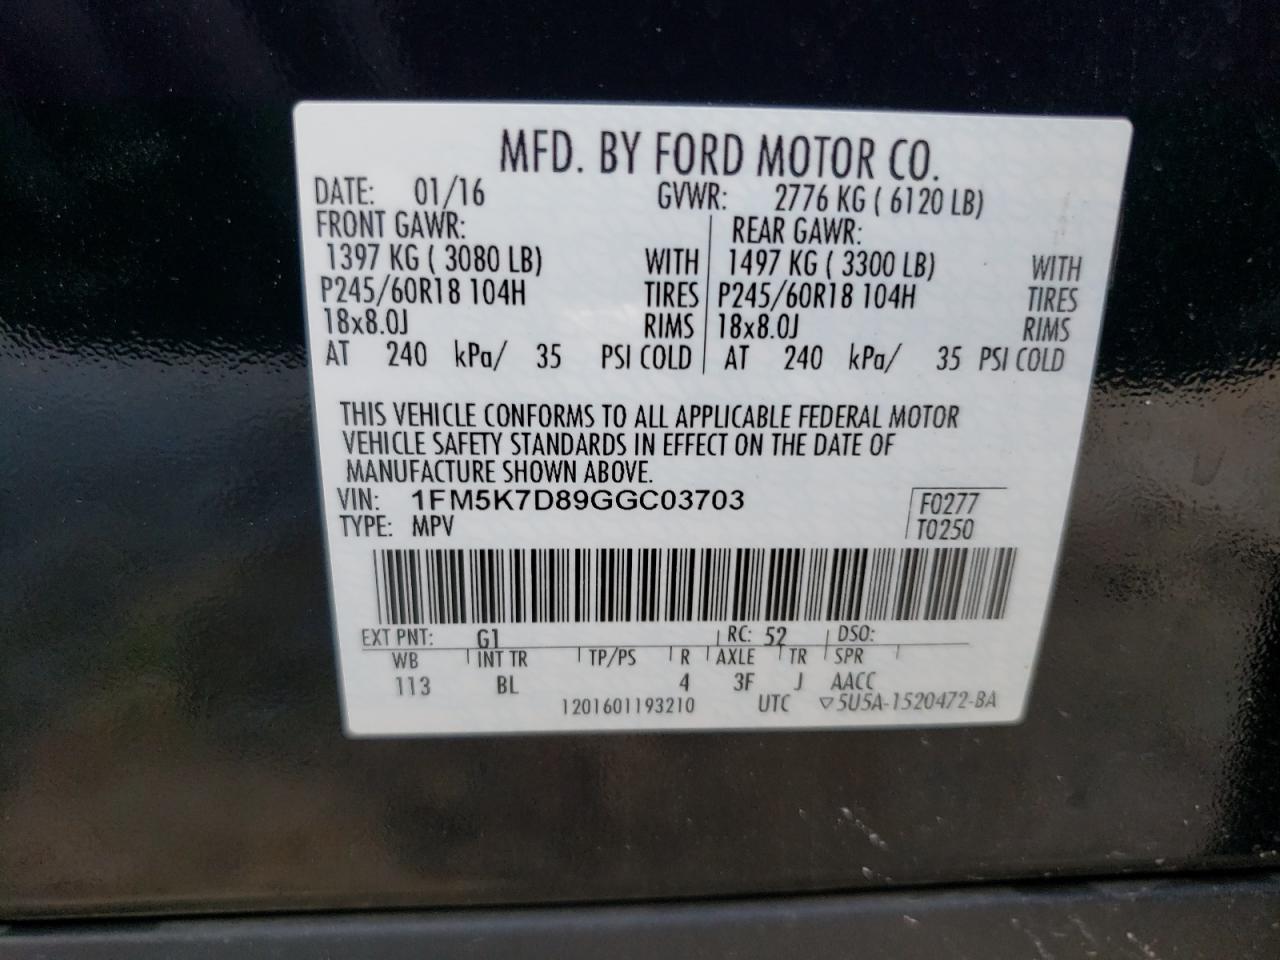 MFD. BY FORD MOTOR CO.
DATE: 01/16 GVWR: 2776 KG ( 6120 LB)
FRONT GAWR: REAR GAWR:
1397 KG ( 3080 LB) WITH 1497 KG ( 3300 LB) WITH
P245/60R18 104H TIRES P245/60R18 104H TIRES
18x8.0J RIMS 18x8.0J RIMS
AT 240 kPa/ 35 PSI COLD AT 240 kPa/ 35 PSI COLD
THIS VEHICLE CONFORMS TO ALL APPLICABLE FEDERAL MOTOR
VEHICLE SAFETY STANDARDS IN EFFECT ON THE DATE OF
MANUFACTURE SHOWN ABOVE.
VIN: 1FM5K7D89GGC03703 F0277
TYPE: MPV T0250
EXT PNT: G1 RC: 52 DSO:
WB INT TR TP/PS R AXLE TR SPR
113 BL 4 3F J AACC
1201601193210 UTC ▽5U5A-1520472-BA